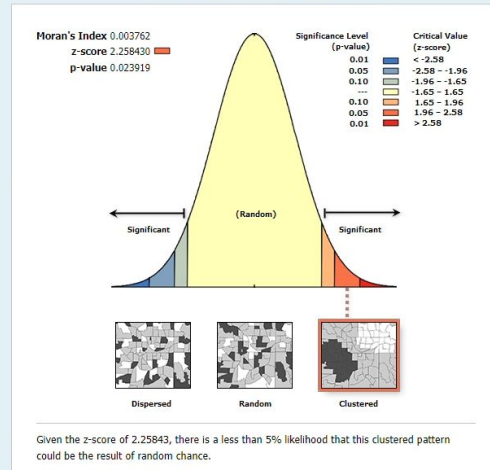 Moran's Index 0.003762
z-score 2.258430
p-value 0.023919
Significance Level
(p-value)
Critical Value
(z-score)
0.01 < -2.58
0.05 -2.58 - -1.96
0.10 -1.96 - -1.65
--- -1.65 - 1.65
0.10 1.65 - 1.96
0.05 1.96 - 2.58
0.01 > 2.58
(Random)
Significant
Significant
Dispersed
Random
Clustered
Given the z-score of 2.25843, there is a less than 5% likelihood that this clustered pattern
could be the result of random chance.